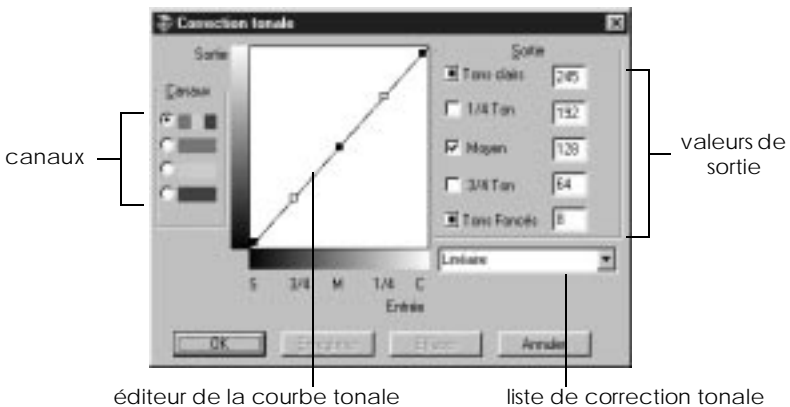 Correction tonale
Sortie
Sortie
Canaux
Tons clairs 245
1/4 Ton 192
Moyen 128
3/4 Ton 64
Tons Foncés 8
canaux
valeurs de sortie
Linéaire
S 3/4 M 1/4 C
Entrée
OK Enregistrer Effacer Annuler
éditeur de la courbe tonale
liste de correction tonale